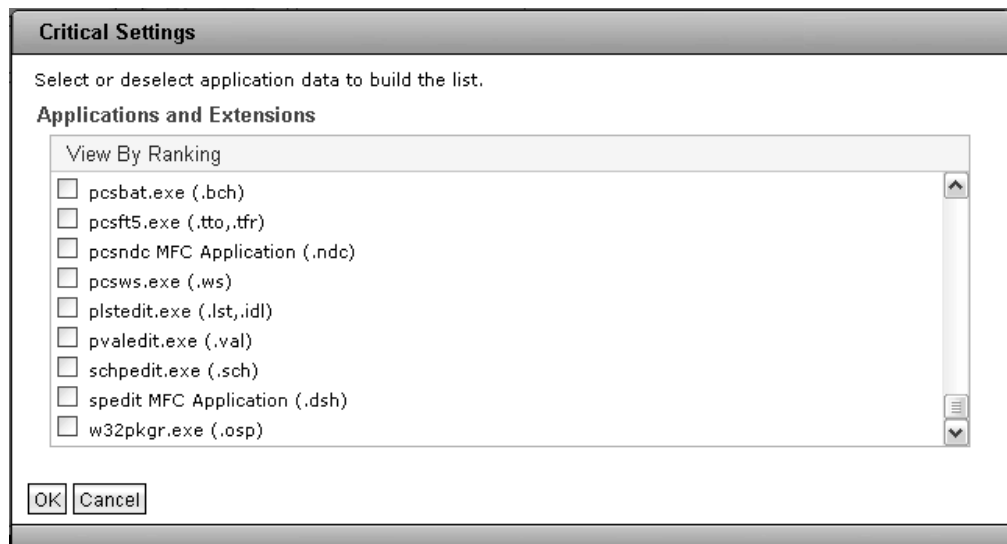 Critical Settings
Select or deselect application data to build the list.
Applications and Extensions
View By Ranking
pcsbat.exe (.bch)
pcsft5.exe (.tto,.tfr)
pcsndc MFC Application (.ndc)
pcsws.exe (.ws)
plstedit.exe (.lst,.idl)
pvaledit.exe (.val)
schpedit.exe (.sch)
spedit MFC Application (.dsh)
w32pkgr.exe (.osp)
OK Cancel